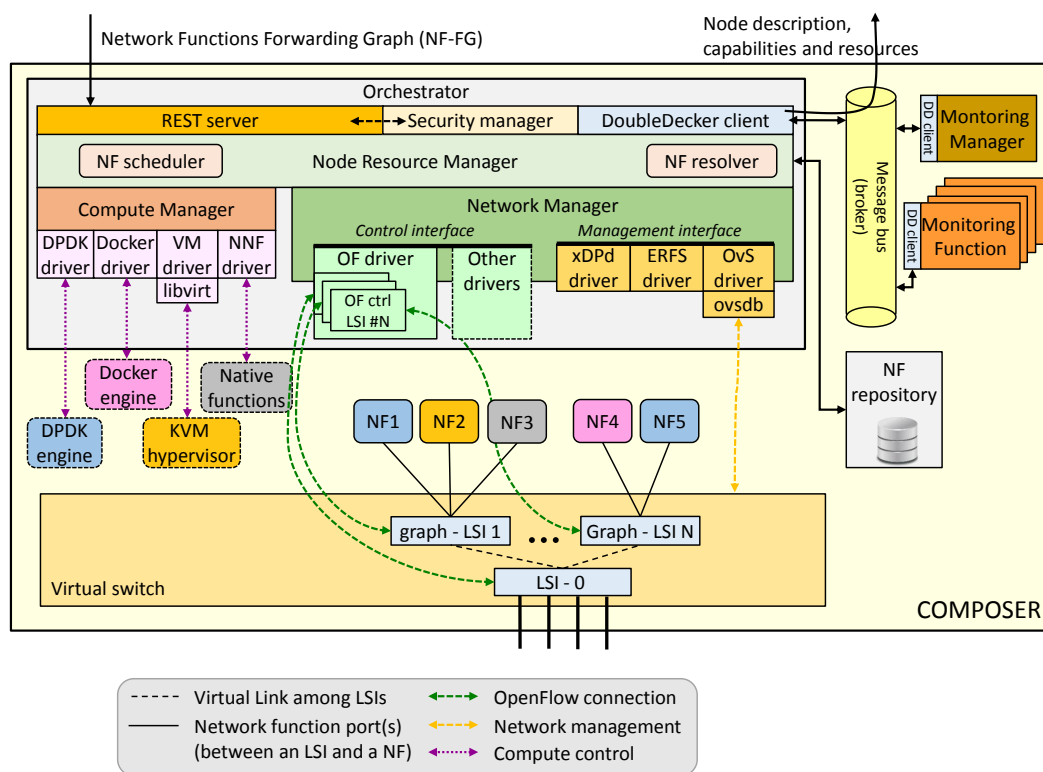 Network Functions Forwarding Graph (NF-FG)
Node description,
capabilities and resources
Orchestrator
REST server
Security manager
DoubleDecker client
NF scheduler
Node Resource Manager
NF resolver
DD client
Montoring
Manager
Message bus
(broker)
DD client
Monitoring
Function
Compute Manager
DPDK
driver
Docker
driver
VM
driver
NNF
driver
libvirt
Network Manager
Control interface
Management interface
OF driver
OF ctrl
LSI #N
Other
drivers
xDPd
driver
ERFS
driver
OvS
driver
ovsdb
Docker
engine
Native
functions
DPDK
engine
KVM
hypervisor
NF
repository
NF1
NF2
NF3
NF4
NF5
graph - LSI 1
...
Graph - LSI N
LSI - 0
Virtual switch
COMPOSER
Virtual Link among LSIs
Network function port(s)
(between an LSI and a NF)
OpenFlow connection
Network management
Compute control